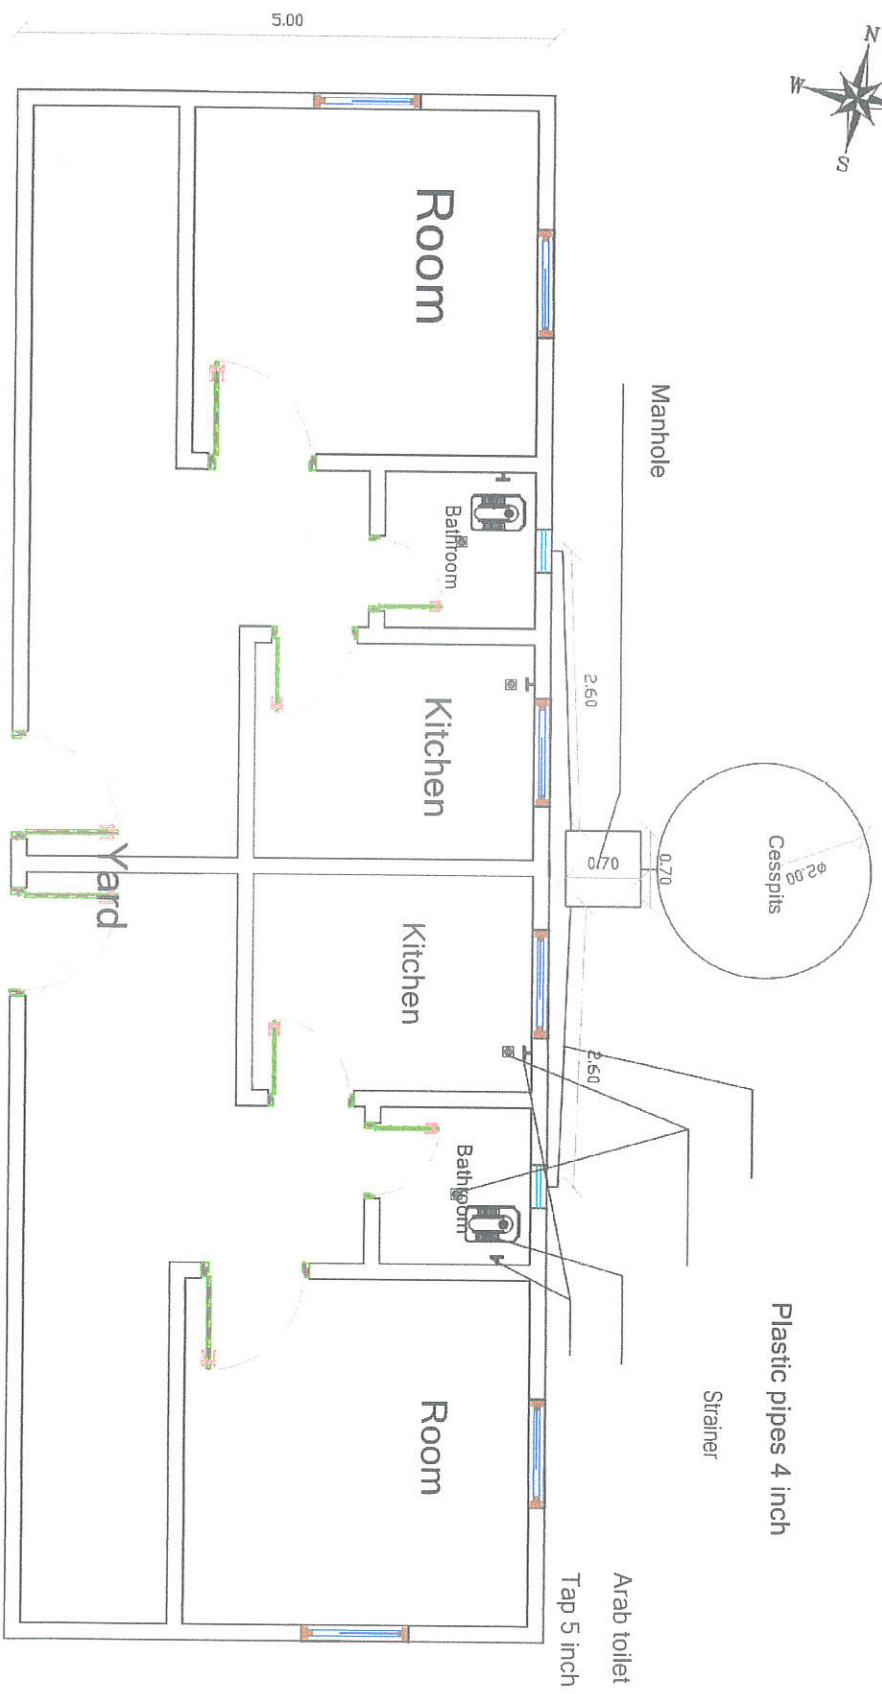 5.00
N
W
S
Room
Manhole
Bathroom
2.60
Kitchen
Cesspits
ø2.00
0.70
0.70
Yard
Kitchen
2.60
Bathroom
Room
Plastic pipes 4 inch
Strainer
Arab toilet
Tap 5 inch